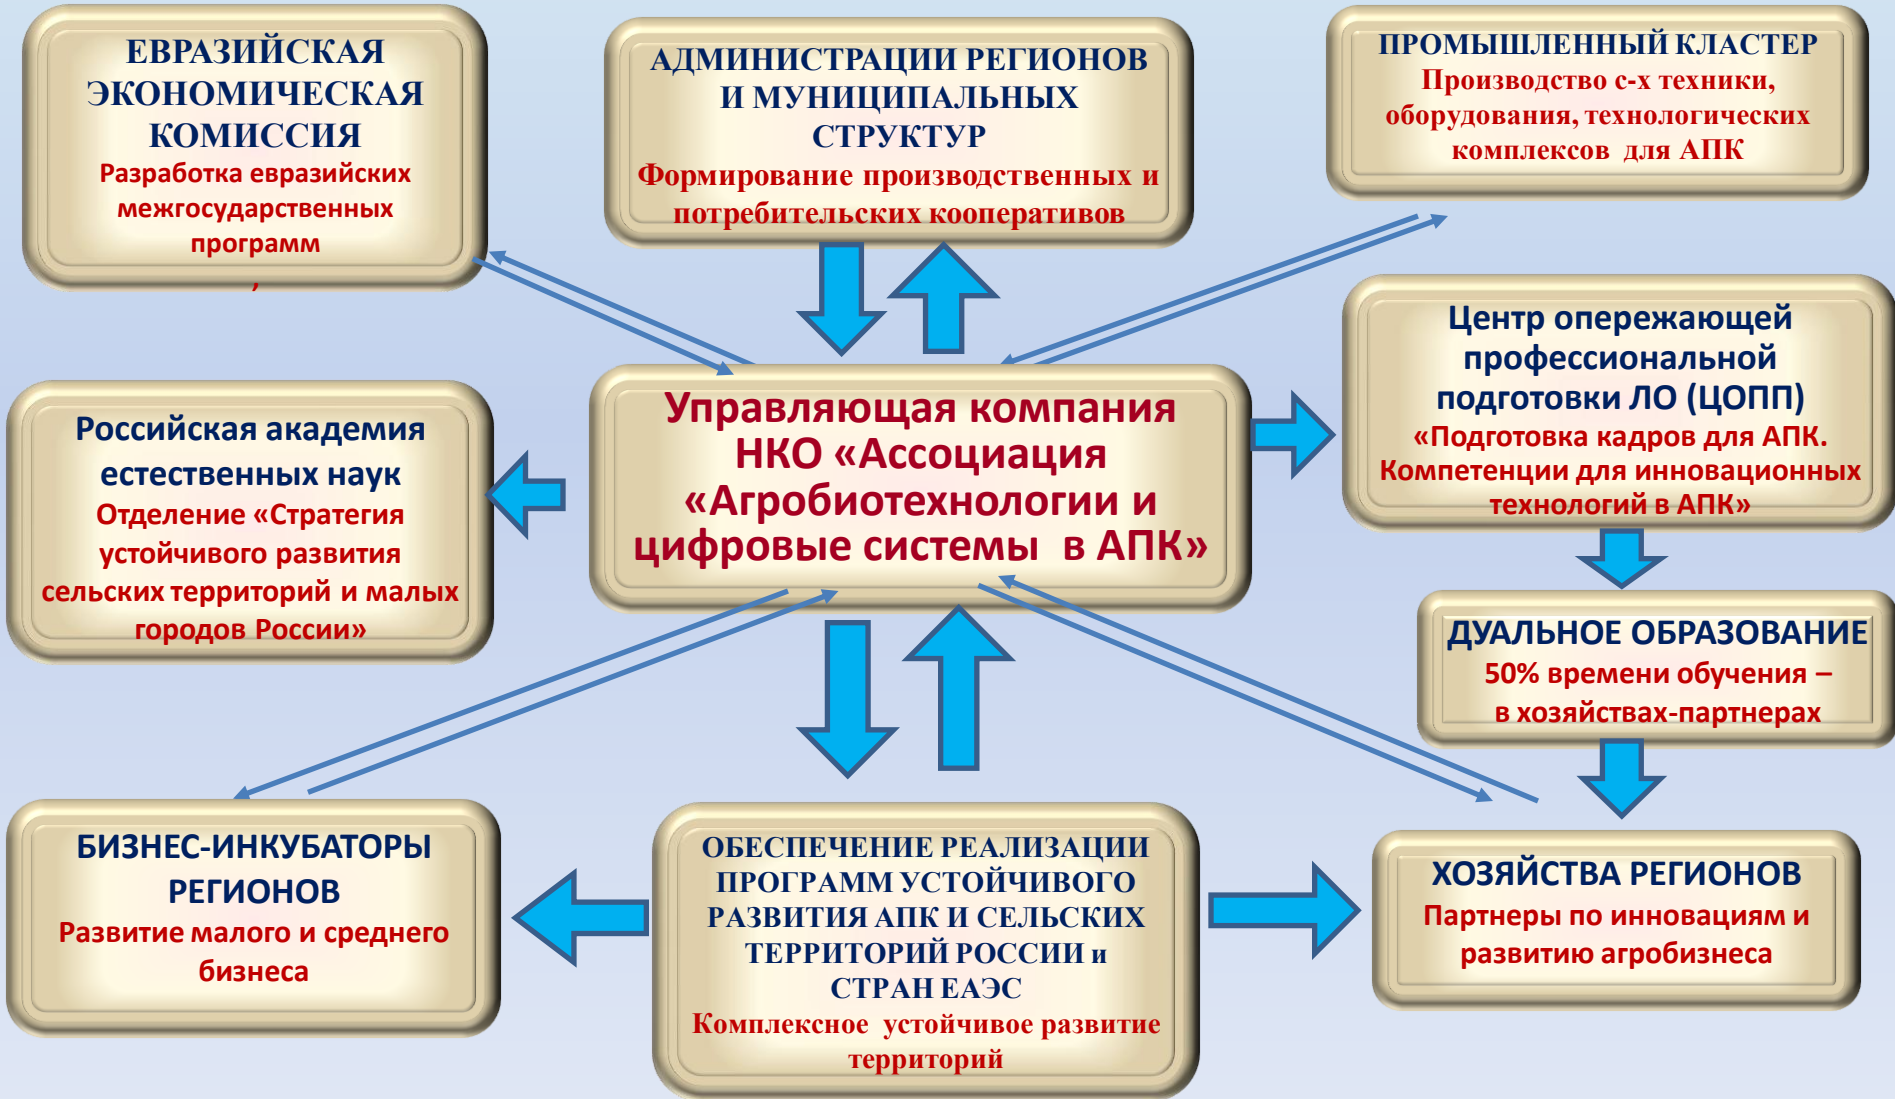 ЕВРАЗИЙСКАЯ
ЭКОНОМИЧЕСКАЯ
КОМИССИЯ
Разработка евразийских
межгосударственных
программ
,
АДМИНИСТРАЦИИ РЕГИОНОВ
И МУНИЦИПАЛЬНЫХ
СТРУКТУР
Формирование производственных и
потребительских кооперативов
ПРОМЫШЛЕННЫЙ КЛАСТЕР
Производство с-х техники,
оборудования, технологических
комплексов для АПК
Российская академия
естественных наук
Отделение «Стратегия
устойчивого развития
сельских территорий и малых
городов России»
Управляющая компания
НКО «Ассоциация
«Агробиотехнологии и
цифровые системы в АПК»
Центр опережающей
профессиональной
подготовки ЛО (ЦОПП)
«Подготовка кадров для АПК.
Компетенции для инновационных
технологий в АПК»
ДУАЛЬНОЕ ОБРАЗОВАНИЕ
50% времени обучения –
в хозяйствах-партнерах
БИЗНЕС-ИНКУБАТОРЫ
РЕГИОНОВ
Развитие малого и среднего
бизнеса
ОБЕСПЕЧЕНИЕ РЕАЛИЗАЦИИ
ПРОГРАММ УСТОЙЧИВОГО
РАЗВИТИЯ АПК И СЕЛЬСКИХ
ТЕРРИТОРИЙ РОССИИ и
СТРАН ЕАЭС
Комплексное устойчивое развитие
территорий
ХОЗЯЙСТВА РЕГИОНОВ
Партнеры по инновациям и
развитию агробизнеса